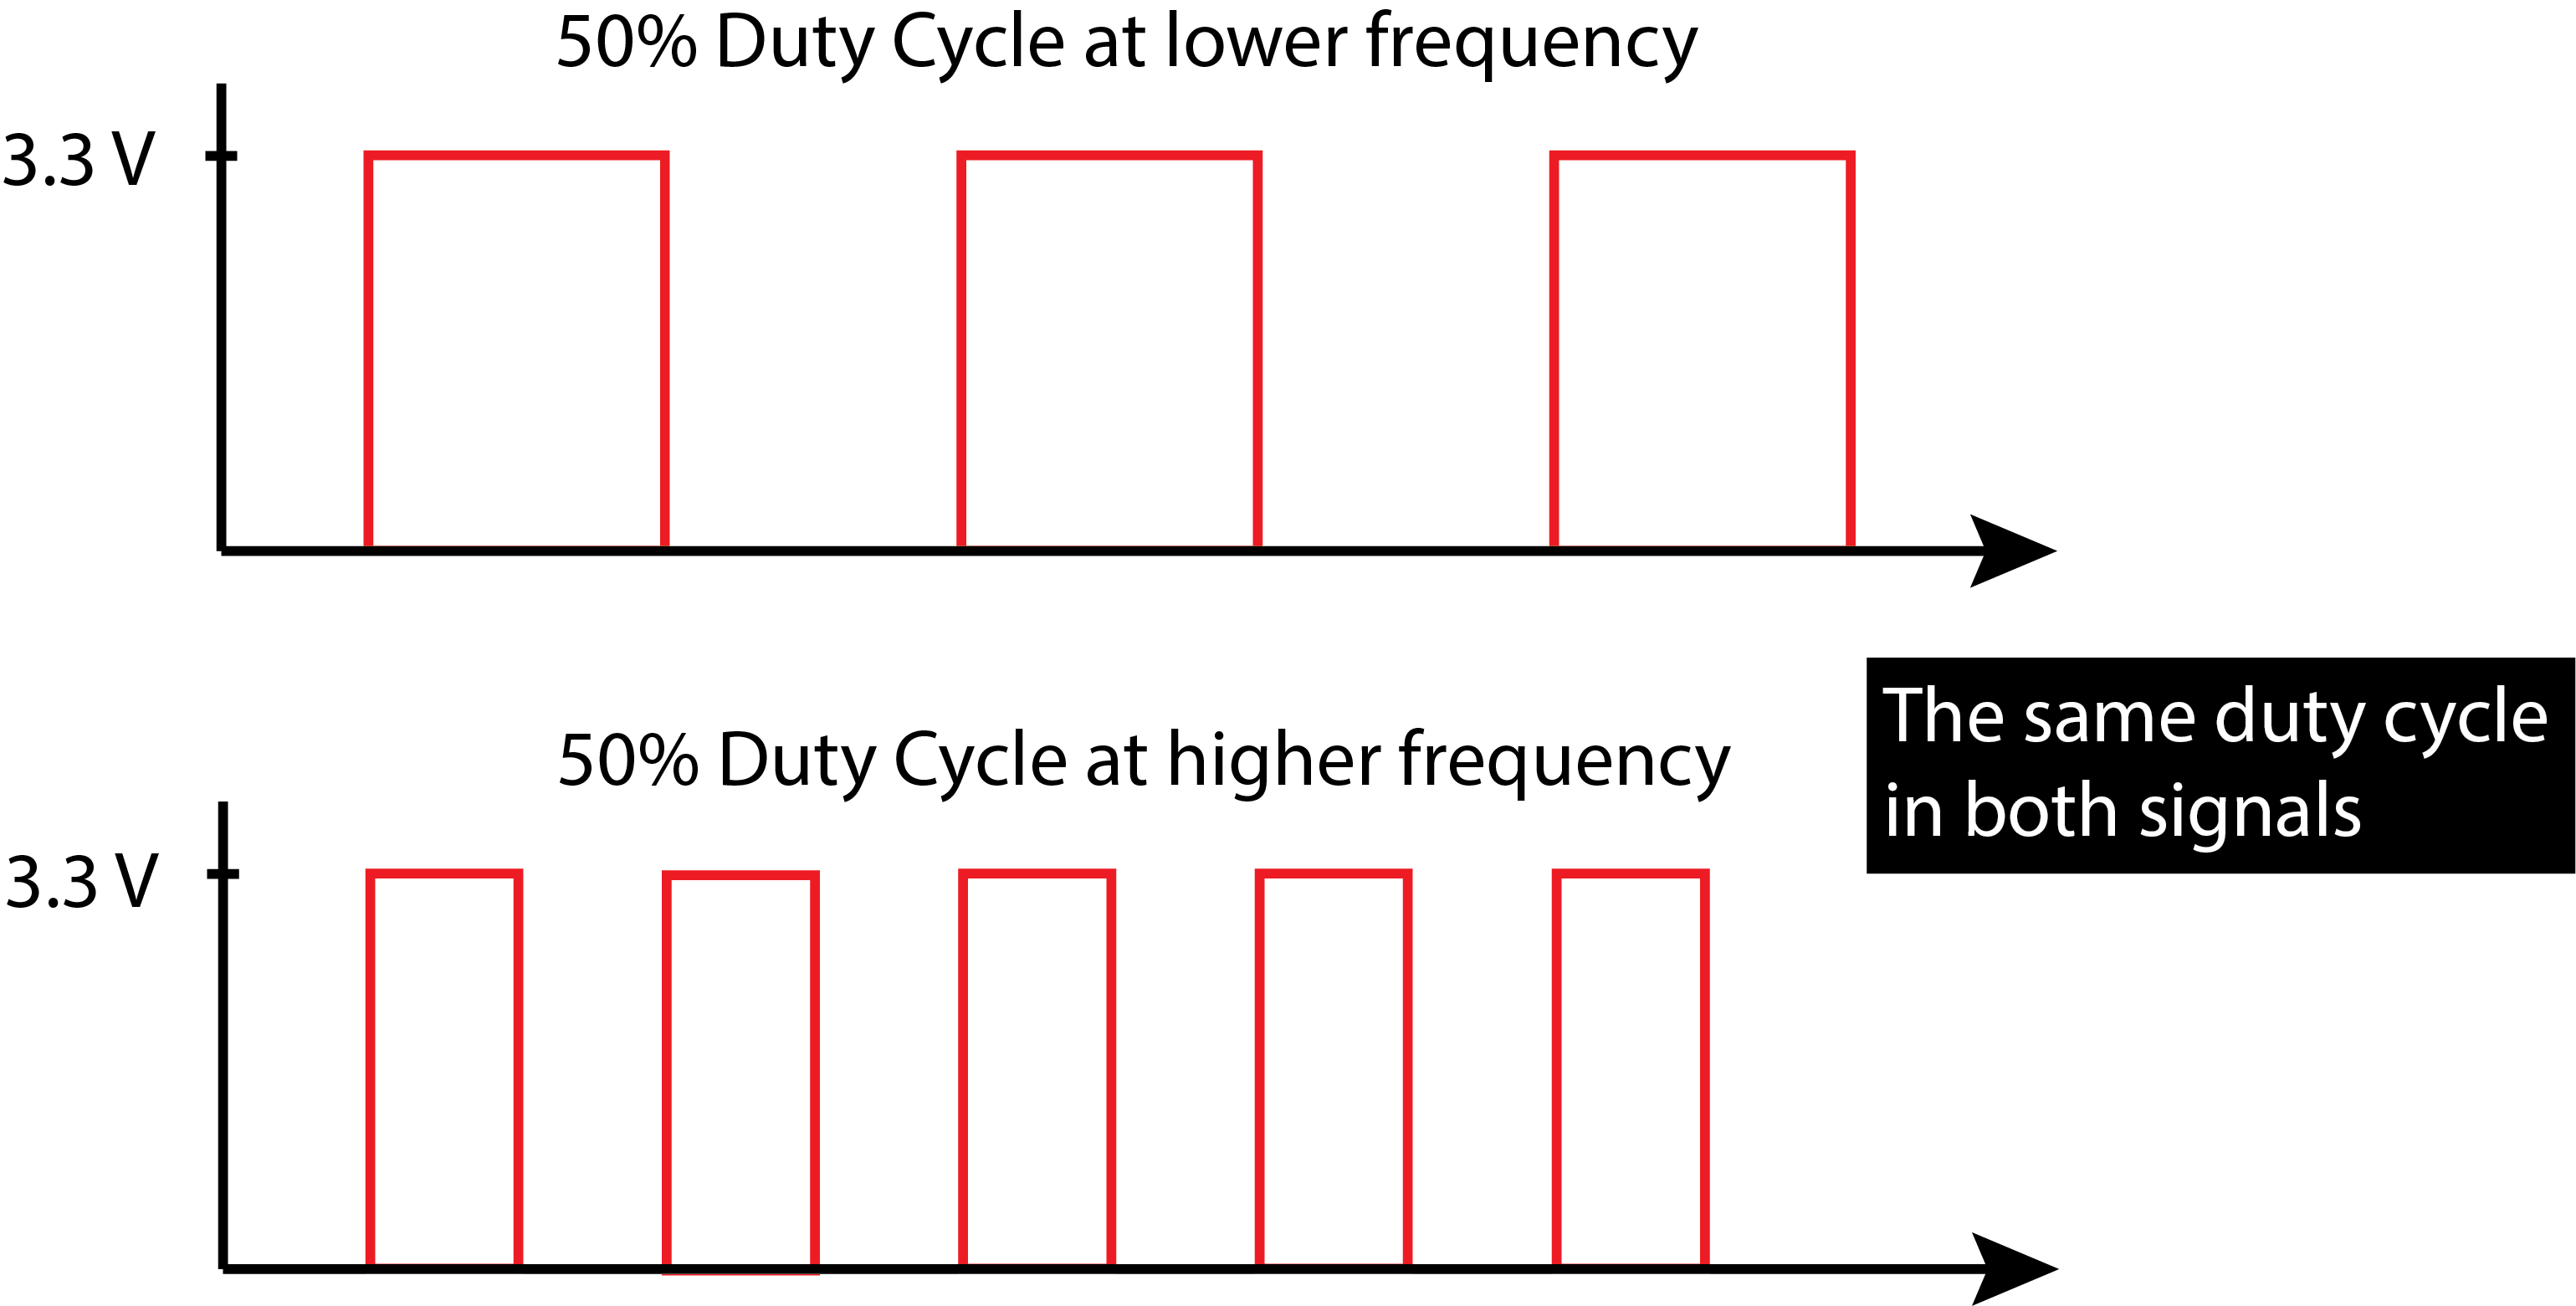 50% Duty Cycle at lower frequency
3.3 V
The same duty cycle
in both signals
50% Duty Cycle at higher frequency
3.3 V